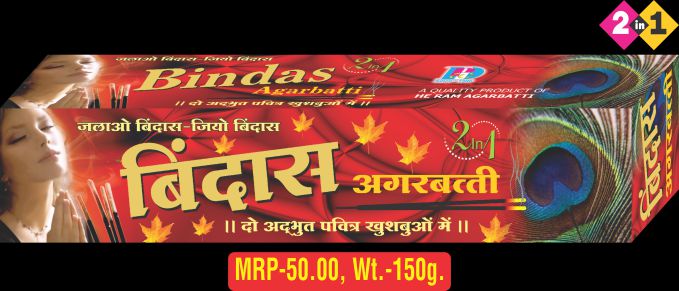 2 in 1
जलाओ बिंदास-जियो बिंदास
Bindas
Agarbatti
2 in 1
A QUALITY PRODUCT OF
HE RAM AGARBATTI
।। दो अद्भुत पवित्र खुशबुओं में ।।
जलाओ बिंदास-जियो बिंदास
2 In 1
बिंदास
अगरबत्ती
।। दो अद्भुत पवित्र खुशबुओं में ।।
बिंदास
अगरबत्ती
MRP-50.00, Wt.-150g.